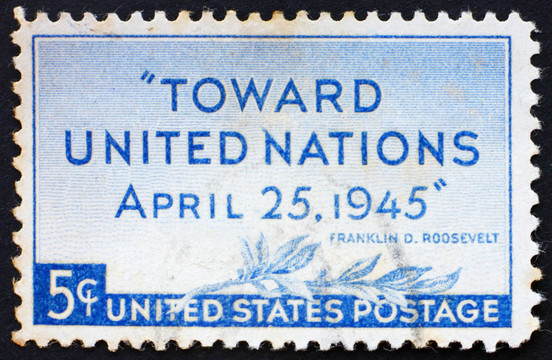 "TOWARD
UNITED NATIONS
APRIL 25, 1945"
FRANKLIN D. ROOSEVELT
5¢ UNITED STATES POSTAGE